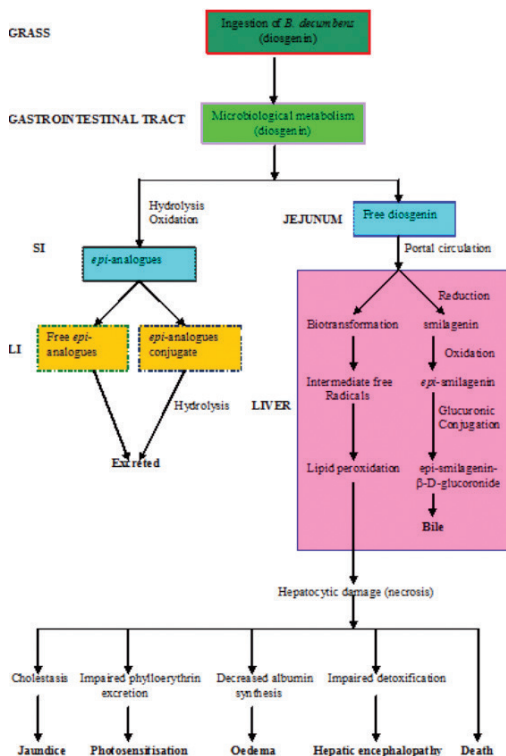 GRASS
Ingestion of B. decumbens
(diosgenin)
GASTROINTESTINAL TRACT
Microbiological metabolism
(diosgenin)
Hydrolysis
Oxidation
JEJUNUM
Free diosgenin
SI
epi-analogues
Portal circulation
Reduction
Biotransformation
smilagenin
LI
Free epi-
analogues
epi-analogues
conjugate
Oxidation
Hydrolysis
LIVER
Intermediate free
Radicals
epi-smilagenin
Glucuronic
Conjugation
Excreted
Lipid peroxidation
epi-smilagenin-
β-D-glucoronide
Bile
Hepatocytic damage (necrosis)
Cholestasis
Impaired phylloerythrin
excretion
Decreased albumin
synthesis
Impaired detoxification
Jaundice
Photosensitisation
Oedema
Hepatic encephalopathy
Death